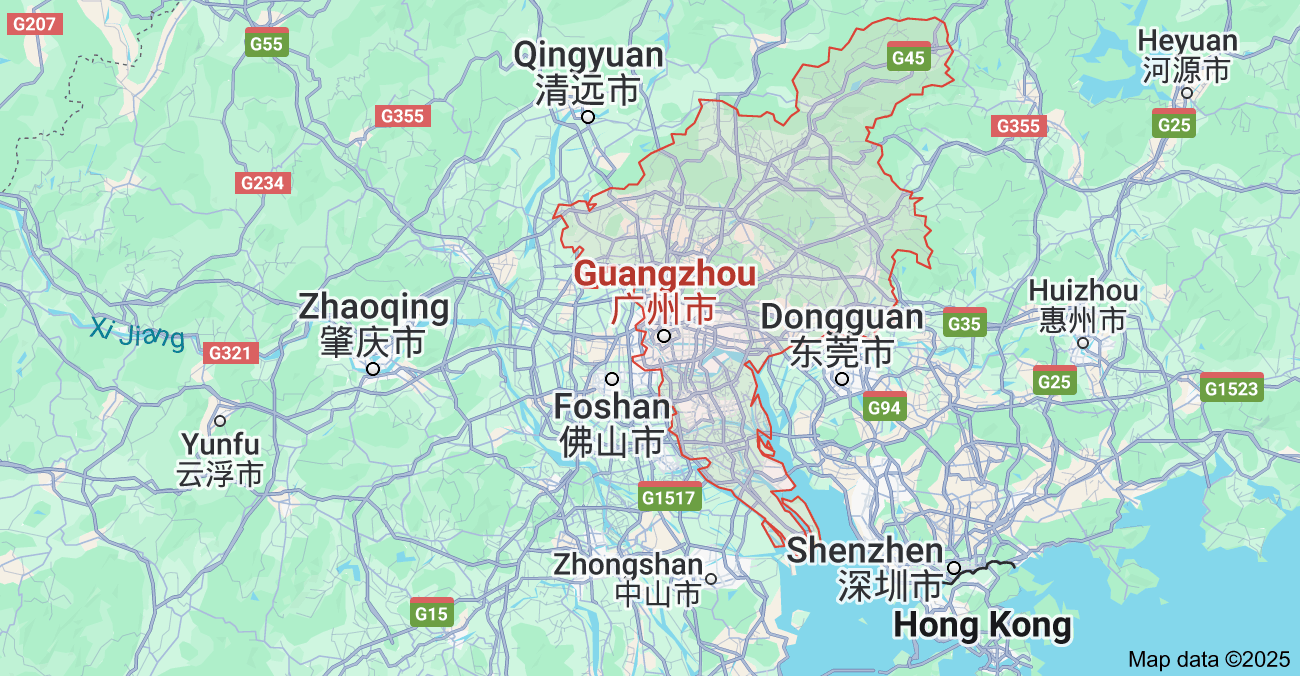 G207
G55
Qingyuan
清远市
G45
Heyuan
河源市
G355
G355
G25
G234
Guangzhou
广州市
Zhaoqing
肇庆市
Dongguan
东莞市
Huizhou
惠州市
G35
Xi Jiang
G321
G25
G1523
Foshan
佛山市
G94
Yunfu
云浮市
G1517
Zhongshan
中山市
Shenzhen
深圳市
G15
Hong Kong
Map data ©2025